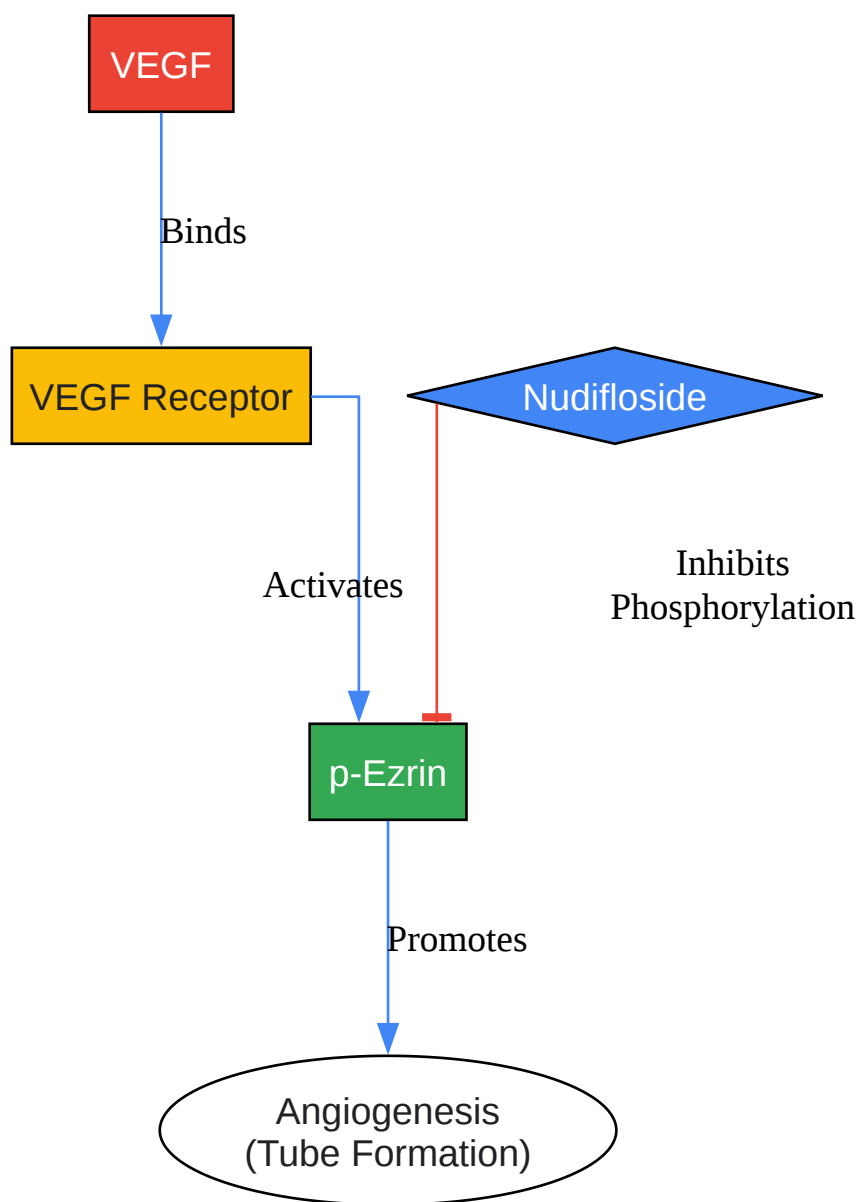 VEGF
Binds
VEGF Receptor
Nudifloside
Activates
Inhibits
Phosphorylation
p-Ezrin
Promotes
Angiogenesis
(Tube Formation)